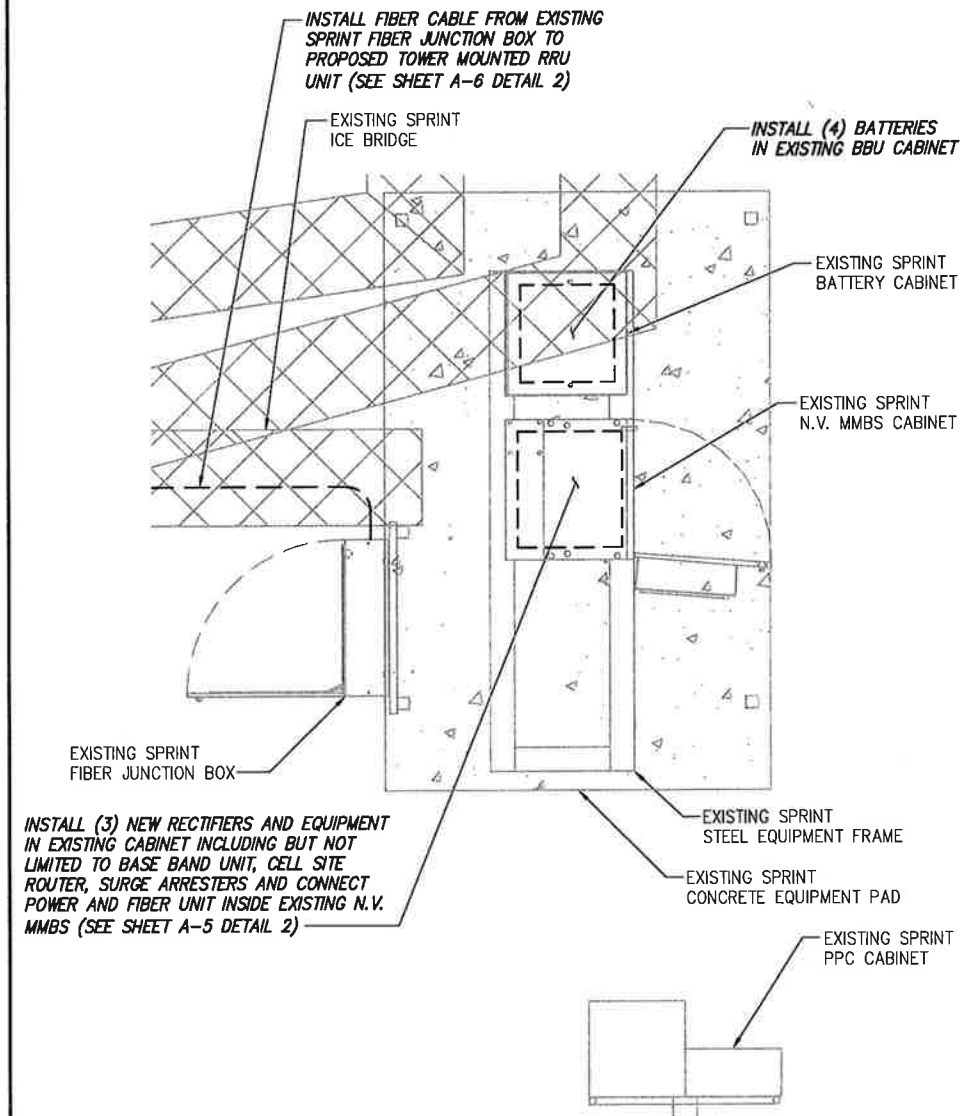 INSTALL FIBER CABLE FROM EXISTING
SPRINT FIBER JUNCTION BOX TO
PROPOSED TOWER MOUNTED RRU
UNIT (SEE SHEET A-6 DETAIL 2)
EXISTING SPRINT
ICE BRIDGE
INSTALL (4) BATTERIES
IN EXISTING BBU CABINET
EXISTING SPRINT
BATTERY CABINET
EXISTING SPRINT
N.V. MMBS CABINET
EXISTING SPRINT
FIBER JUNCTION BOX
INSTALL (3) NEW RECTIFIERS AND EQUIPMENT
IN EXISTING CABINET INCLUDING BUT NOT
LIMITED TO BASE BAND UNIT, CELL SITE
ROUTER, SURGE ARRESTERS AND CONNECT
POWER AND FIBER UNIT INSIDE EXISTING N.V.
MMBS (SEE SHEET A-5 DETAIL 2)
EXISTING SPRINT
STEEL EQUIPMENT FRAME
EXISTING SPRINT
CONCRETE EQUIPMENT PAD
EXISTING SPRINT
PPC CABINET